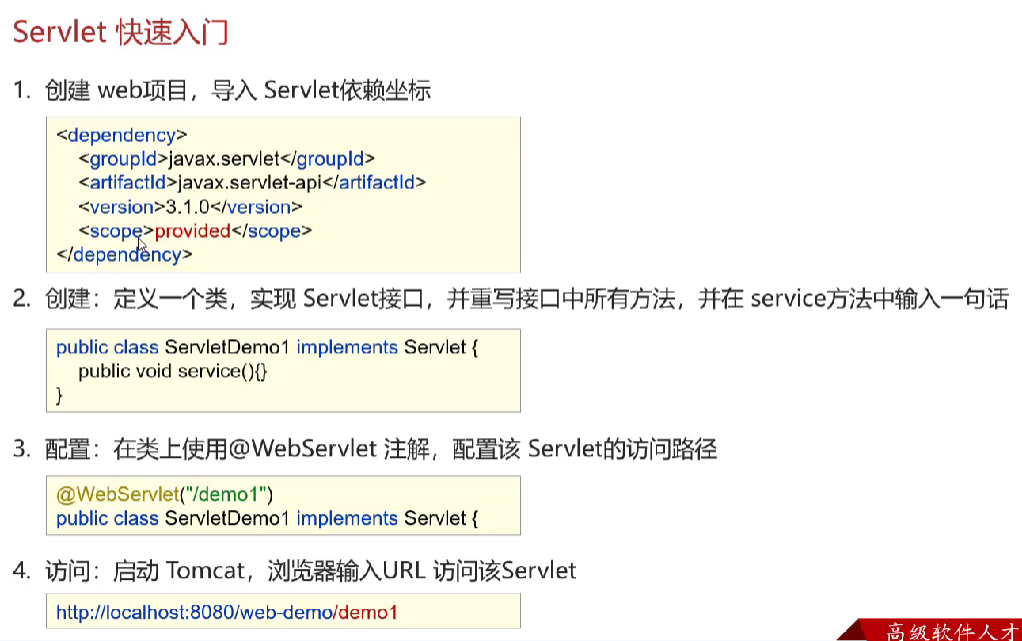 Servlet 快速入门
1. 创建 web项目，导入 Servlet依赖坐标
<dependency>
<groupId>javax.servlet</groupId>
<artifactId>javax.servlet-api</artifactId>
<version>3.1.0</version>
<scope>provided</scope>
</dependency>
2. 创建：定义一个类，实现 Servlet接口，并重写接口中所有方法，并在 service方法中输入一句话
public class ServletDemo1 implements Servlet {
public void service(){}
}
3. 配置：在类上使用@WebServlet 注解，配置该 Servlet的访问路径
@WebServlet("/demo1")
public class ServletDemo1 implements Servlet {
4. 访问：启动 Tomcat，浏览器输入URL 访问该Servlet
http://localhost:8080/web-demo/demo1
高级软件人才